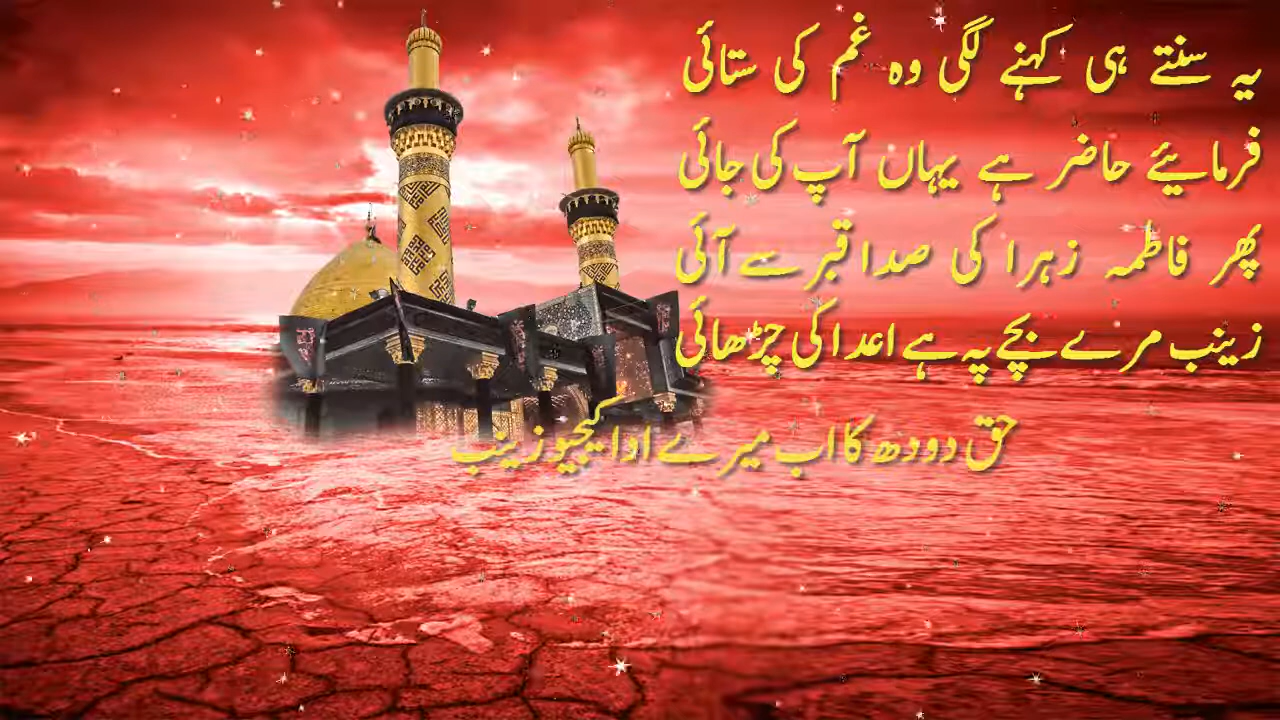 یہ سنتے ہی کہنے لگی وہ غم کی ستائی
فرمایئے حاضر ہے یہاں آپ کی جائی
پھر فاطمہ زہرا کی صدا قبر سے آئی
زینب مرے بچے پہ ہے اعدا کی چڑھائی
حق دودھ کا اب میرے ادا کیجیو زینب